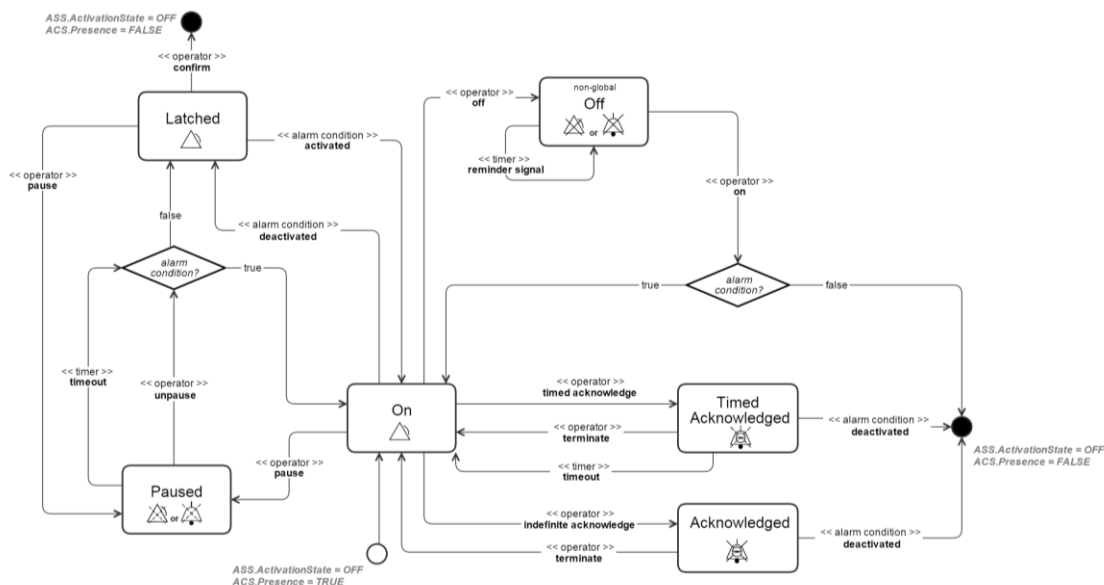 ASS.ActivationState = OFF
ACS.Presence = FALSE
<< operator >>
confirm
Latched
<< alarm condition >>
activated
<< operator >>
pause
false
<< alarm condition >>
deactivated
alarm
condition?
true
<< timer >>
timeout
<< operator >>
unpause
Paused
or
<< operator >>
pause
On
ASS.ActivationState = OFF
ACS.Presence = TRUE
<< operator >>
off
non-global
Off
or
<< timer >>
reminder signal
<< operator >>
on
true
alarm
condition?
false
<< operator >>
timed acknowledge
<< operator >>
terminate
<< timer >>
timeout
Timed
Acknowledged
<< alarm condition >>
deactivated
ASS.ActivationState = OFF
ACS.Presence = FALSE
<< operator >>
indefinite acknowledge
<< operator >>
terminate
Acknowledged
<< alarm condition >>
deactivated